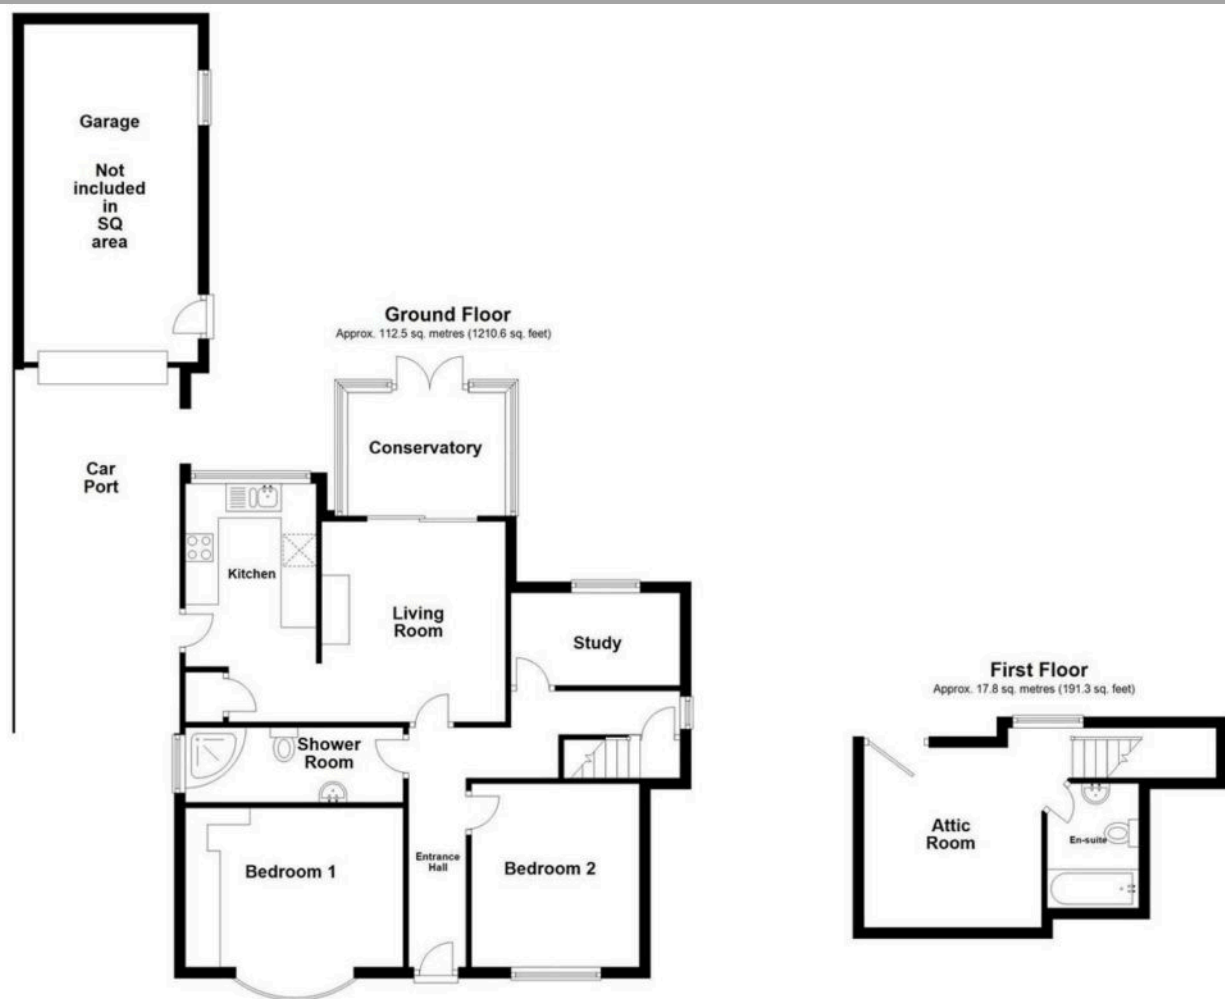 Garage
Not
included
in
SQ
area
Ground Floor
Approx. 112.5 sq. metres (1210.6 sq. feet)
Conservatory
Car
Port
Kitchen
Living
Room
Study
Shower
Room
Bedroom 1
Entrance
Hall
Bedroom 2
First Floor
Approx. 17.8 sq. metres (191.3 sq. feet)
Attic
Room
En-suite